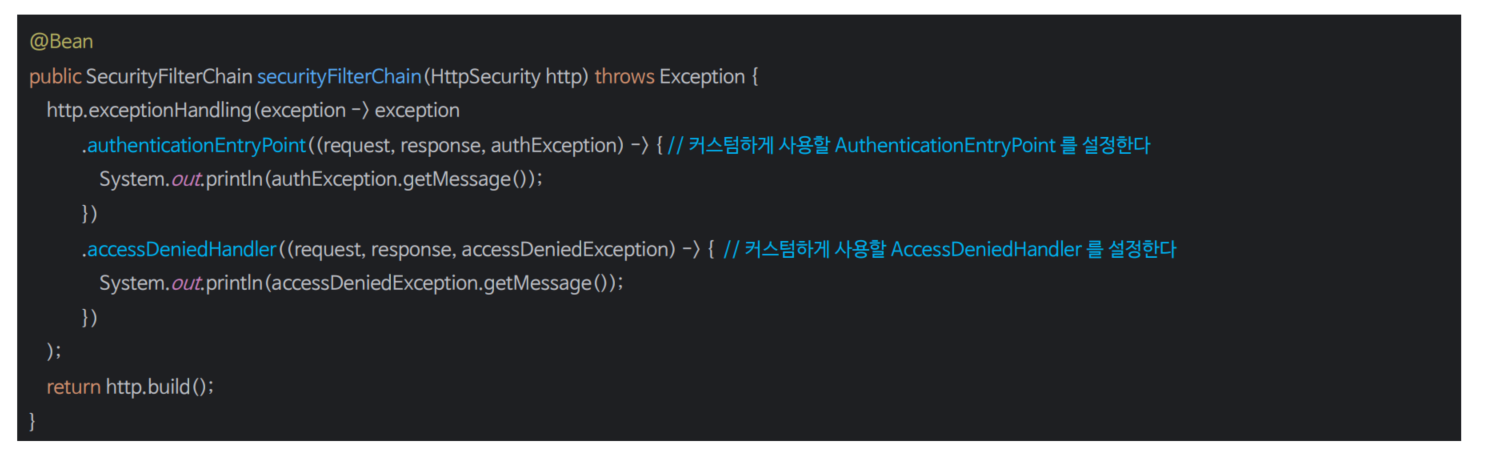 @Bean
public SecurityFilterChain securityFilterChain(HttpSecurity http) throws Exception {
http.exceptionHandling(exception -> exception
.authenticationEntryPoint((request, response, authException) -> { // 커스텀하게 사용할 AuthenticationEntryPoint 를 설정한다
System.out.println(authException.getMessage());
})
.accessDeniedHandler((request, response, accessDeniedException) -> { // 커스텀하게 사용할 AccessDeniedHandler 를 설정한다
System.out.println(accessDeniedException.getMessage());
})
);
return http.build();
}